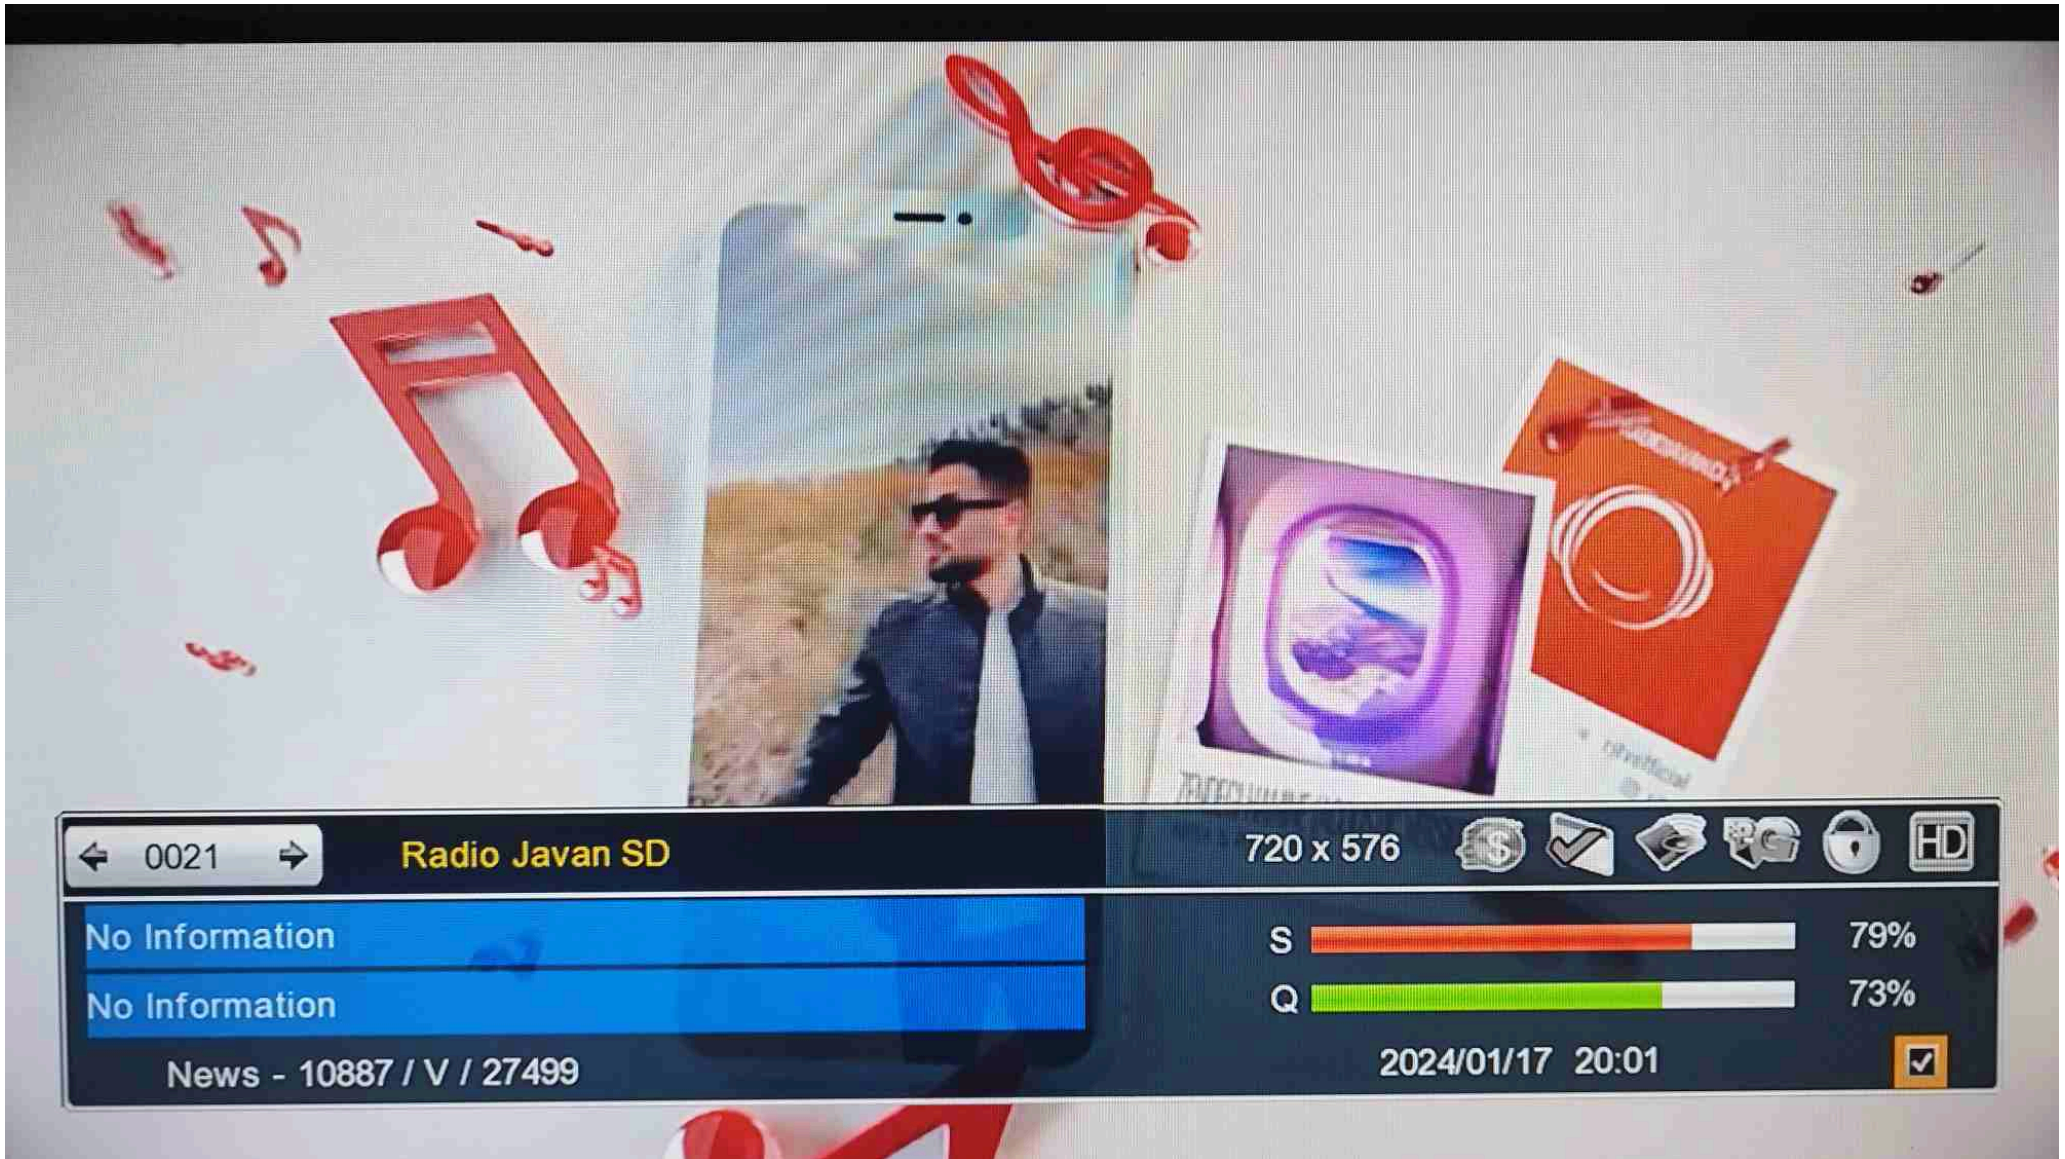 0021
Radio Javan SD
720 x 576
HD
No Information
No Information
S 79%
Q 73%
News - 10887 / V / 27499
2024/01/17 20:01